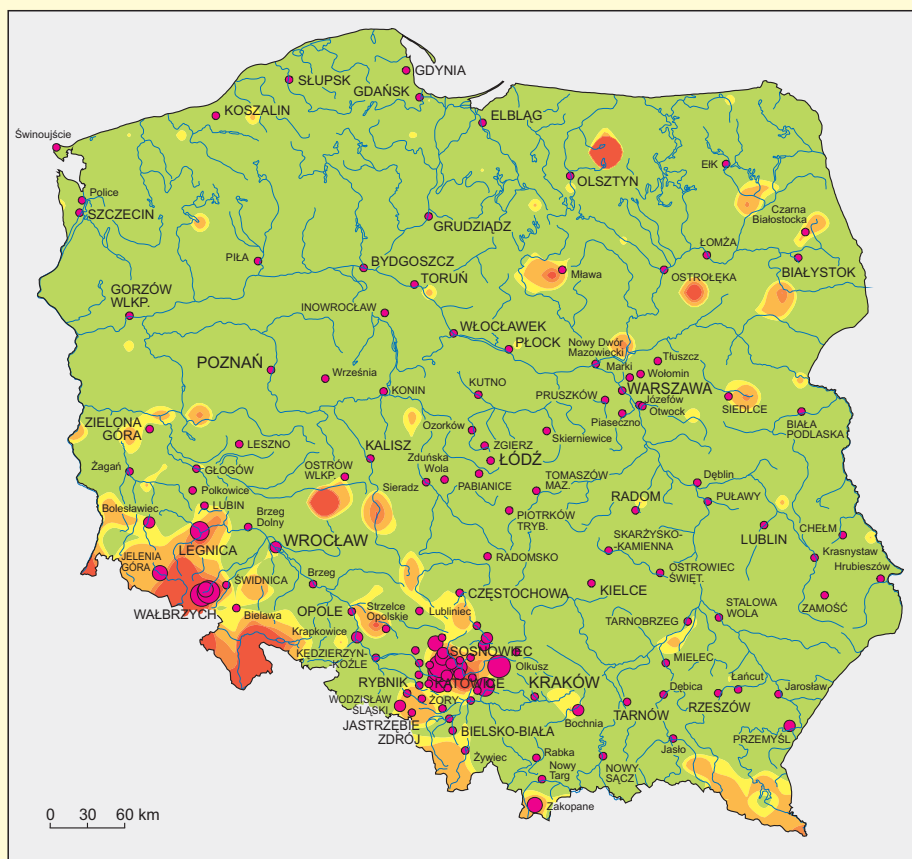 GDYNIA
SŁUPSK
GDAŃSK
KOSZALIN
ELBLĄG
Świnoujście
OLSZTYN
Ełk
Police
SZCZECIN
GRUDZIĄDZ
Czarna
Białostocka
ŁOMŻA
PIŁA
BYDGOSZCZ
BIAŁYSTOK
TORUŃ
Mława
OSTROŁĘKA
GORZÓW
WLKP.
INOWROCŁAW
WŁOCŁAWEK
PŁOCK
Nowy Dwór
Mazowiecki
Tłuszcz
Marki
Wołomin
POZNAŃ
Września
KONIN
KUTNO
PRUSZKÓW
WARSZAWA
Józefów
Otwock
Piaseczno
SIEDLCE
BIAŁA
PODLASKA
ZIELONA
GÓRA
LESZNO
KALISZ
Ozorków
ZGIERZ
Skierniewice
ŁÓDŹ
Żagań
GŁOGÓW
OSTRÓW
WLKP.
Zduńska
Wola
Sieradz
PABIANICE
TOMASZÓW
MAZ.
Dęblin
PUŁAWY
RADOM
Polkowice
LUBIN
Bolesławiec
Brzeg
Dolny
PIOTRKÓW
TRYB.
LUBLIN
CHEŁM
Krasnystaw
Hrubieszów
LEGNICA
WROCŁAW
SKARŻYSKO-
KAMIENNA
RADOMSKO
OSTROWIEC
ŚWIĘT.
JELENIA
GÓRA
ŚWIDNICA
Brzeg
CZĘSTOCHOWA
KIELCE
ZAMOŚĆ
WAŁBRZYCH
Bielawa
OPOLE
Strzelce
Opolskie
Lubliniec
STALOWA
WOLA
TARNOBRZEG
Krapkowice
KĘDZIERZYN-
KOŹLE
SOSNOWIEC
Olkusz
MIELEC
KATOWICE
KRAKÓW
Dębica
Łańcut
RZESZÓW
Jarosław
RYBNIK
WODZISŁAW
ŚLĄSKI
ŻORY
Bochnia
TARNÓW
JASTRZĘBIE
ZDRÓJ
BIELSKO-BIAŁA
PRZEMYŚL
Jasło
Żywiec
Rabka
Nowy
Targ
NOWY
SĄCZ
Zakopane
0 30 60 km